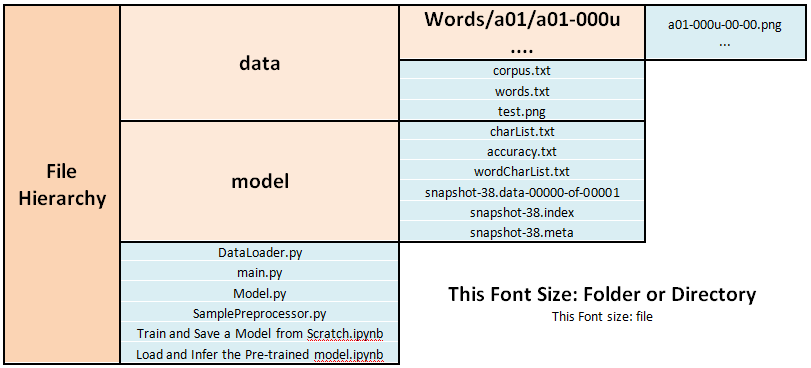 File
Hierarchy
data
Words/a01/a01-000u
....
a01-000u-00-00.png
...
corpus.txt
words.txt
test.png
model
charList.txt
accuracy.txt
wordCharList.txt
snapshot-38.data-00000-of-00001
snapshot-38.index
snapshot-38.meta
DataLoader.py
main.py
Model.py
SamplePreprocessor.py
Train and Save a Model from Scratch.ipynb
Load and Infer the Pre-trained model.ipynb
This Font Size: Folder or Directory
This Font size: file